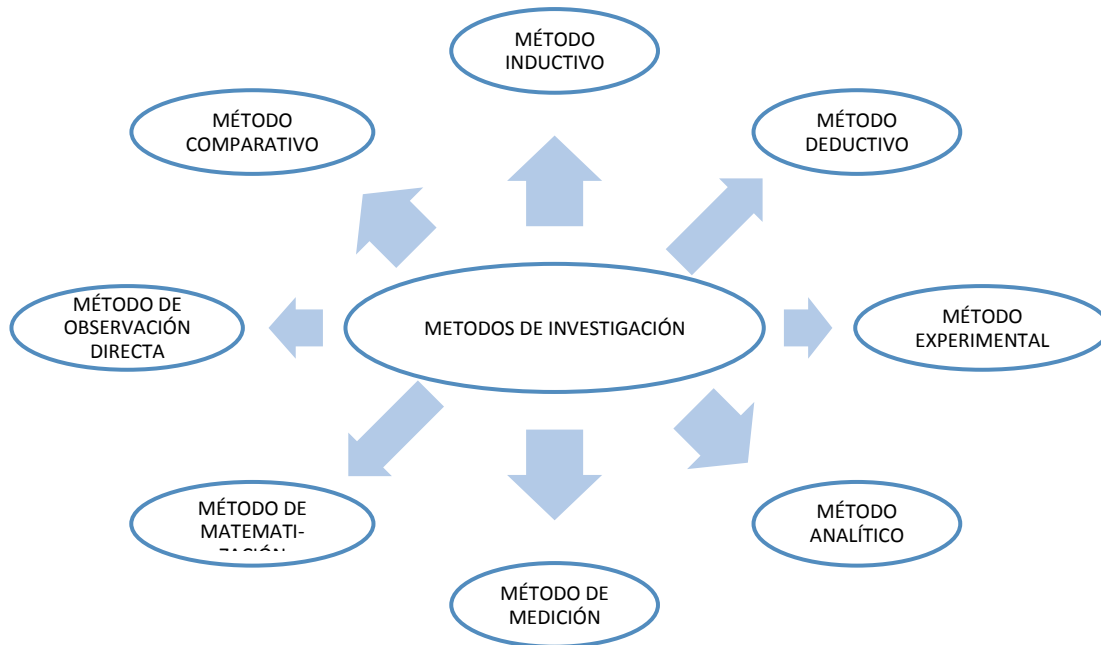 MÉTODO
INDUCTIVO
MÉTODO
DEDUCTIVO
MÉTODO
EXPERIMENTAL
MÉTODO
ANALÍTICO
MÉTODO DE
MEDICIÓN
MÉTODO DE
MATEMATI-
ZACIÓN
MÉTODO DE
OBSERVACIÓN
DIRECTA
MÉTODO
COMPARATIVO
METODOS DE INVESTIGACIÓN